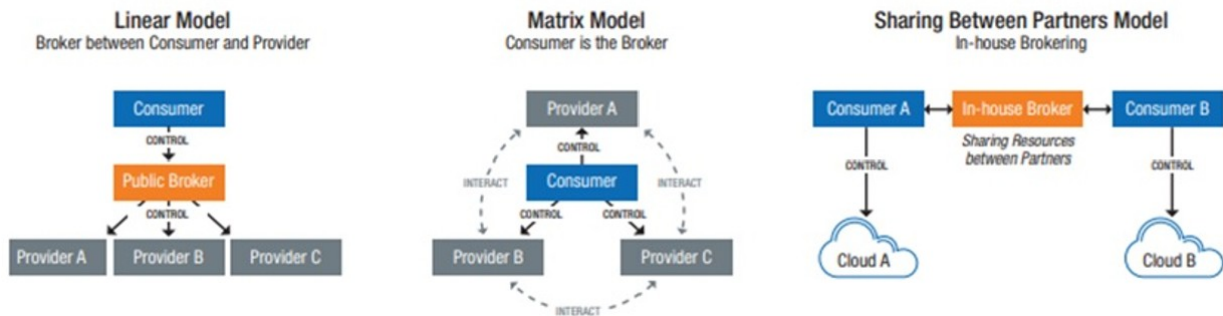 Linear Model
Broker between Consumer and Provider
Consumer
CONTROL
Public Broker
CONTROL
Provider A
Provider B
Provider C
Matrix Model
Consumer is the Broker
Provider A
CONTROL
INTERACT
INTERACT
Consumer
CONTROL
CONTROL
Provider B
Provider C
INTERACT
Sharing Between Partners Model
In-house Brokering
Consumer A
In-house Broker
Consumer B
Sharing Resources
between Partners
CONTROL
CONTROL
Cloud A
Cloud B